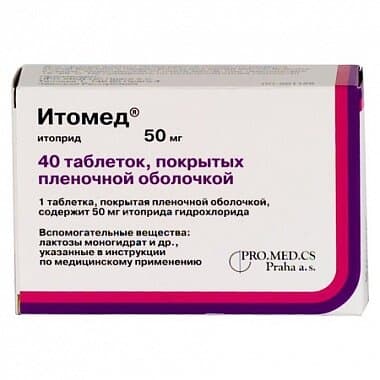 Итомед®
итоприд 50 мг
40 таблеток, покрытых
пленочной оболочкой
1 таблетка, покрытая пленочной оболочкой,
содержит 50 мг итоприда гидрохлорида
Вспомогательные вещества:
лактозы моногидрат и др.,
указанные в инструкции
по медицинскому применению
PRO.MED.CS
Praha a. s.